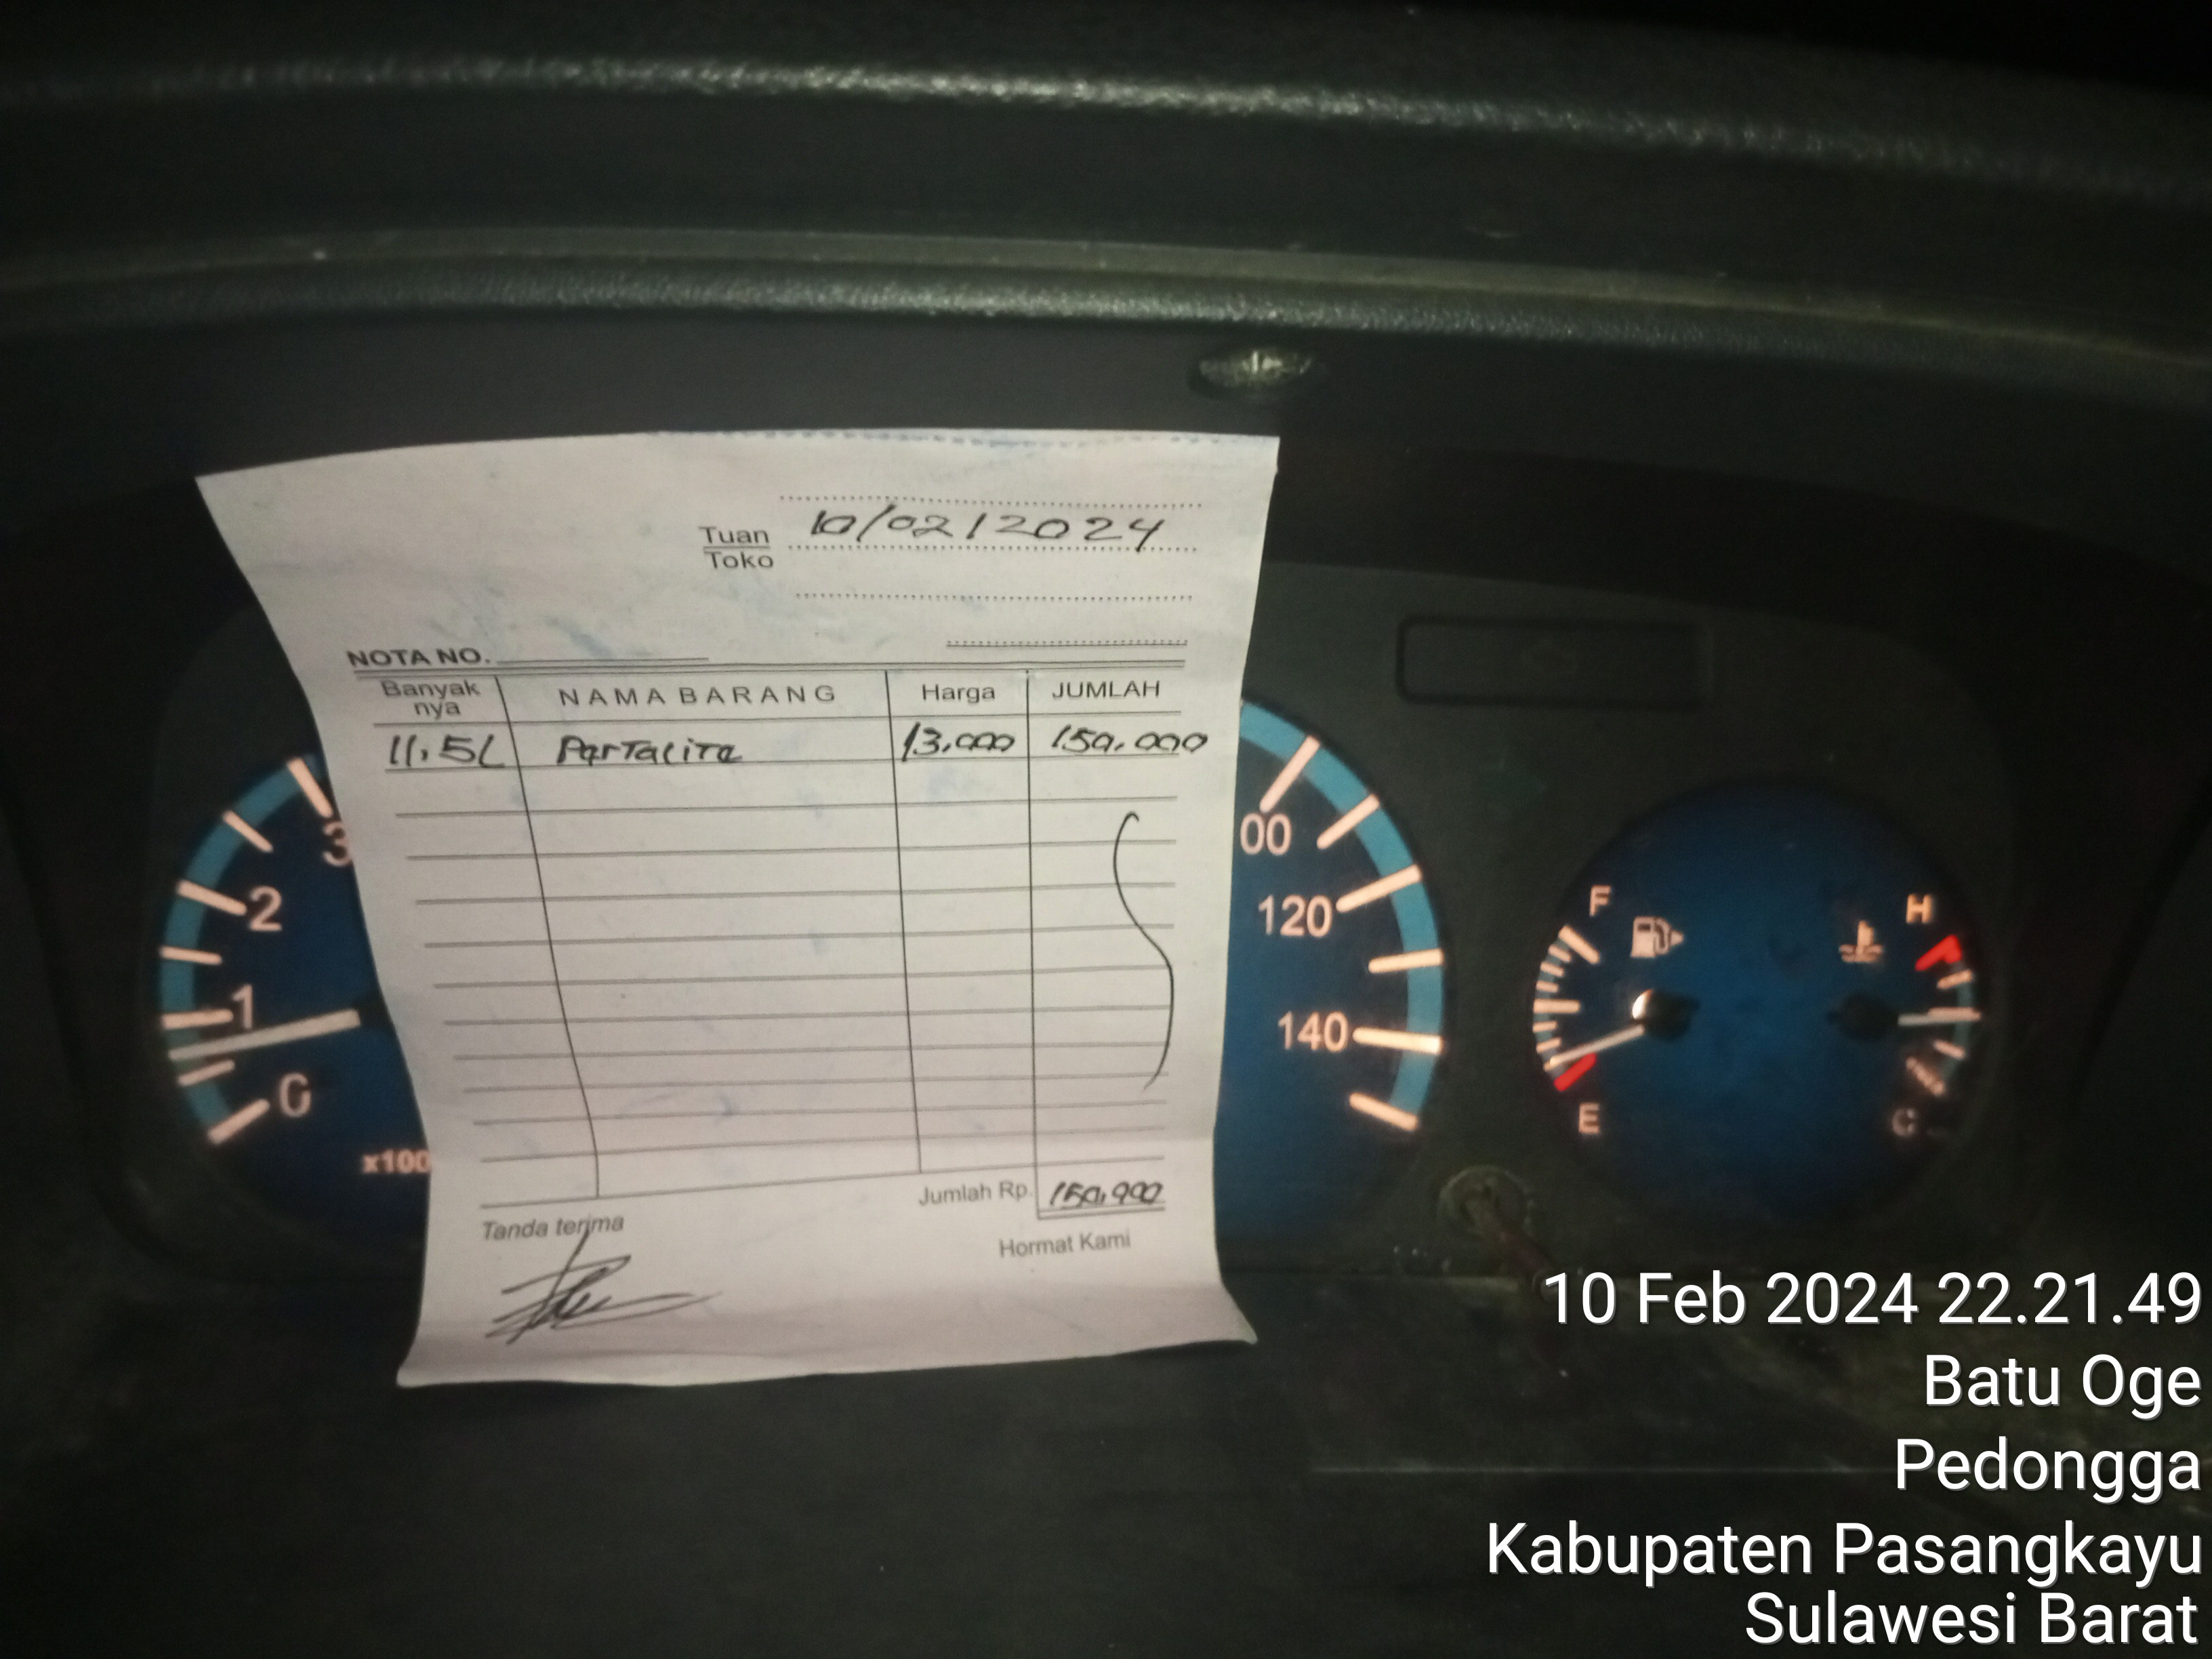 10/02/2024
Tuan
Toko
NOTA NO.
Banyak nya NAMA BARANG Harga JUMLAH
11,5L PerTaliTe 13,000 150.000
Jumlah Rp. 150,000
Tanda terima
Hormat Kami
3
2
1
0
x100
00
120
140
F
E
H
C
10 Feb 2024 22.21.49
Batu Oge
Pedongga
Kabupaten Pasangkayu
Sulawesi Barat